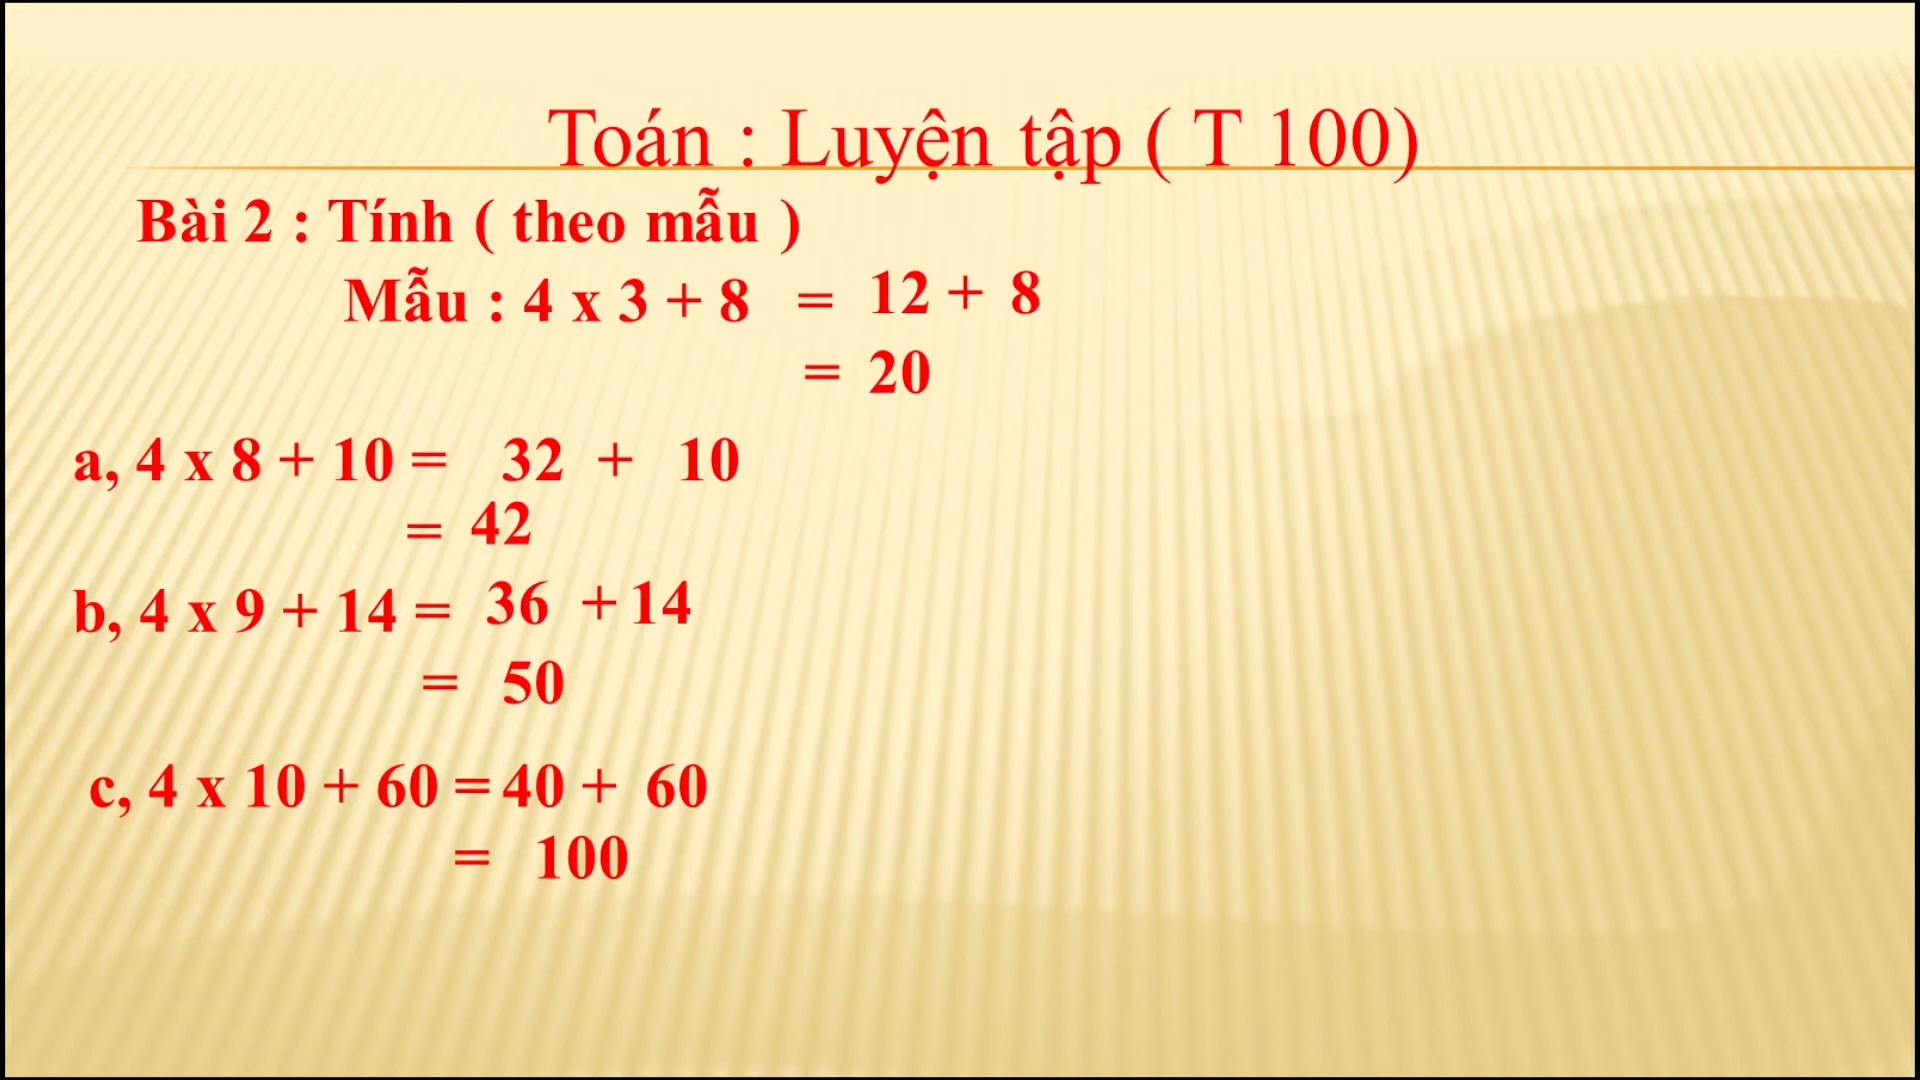 Toán : Luyện tập ( T 100)
Bài 2 : Tính ( theo mẫu )
Mẫu : 4 x 3 + 8 = 12 + 8
= 20
a, 4 x 8 + 10 = 32 + 10
= 42
b, 4 x 9 + 14 = 36 + 14
= 50
c, 4 x 10 + 60 = 40 + 60
= 100